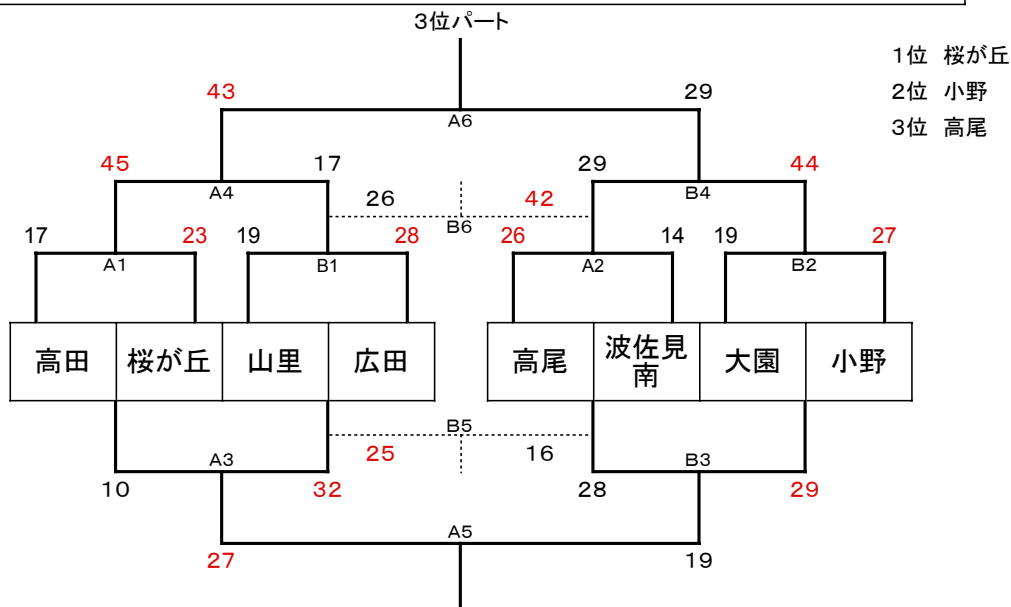 3位パート
1位 桜が丘
43 29
2位 小野
A6
3位 高尾
45 17 29 44
A4 B4
26 42
B6
17 23 19 28 26 14 19 27
A1 B1 A2 B2
高田 桜が丘 山里 広田 高尾 波佐見南 大園 小野
B5
25 16
A3 B3
10 32 28 29
A5
27 19